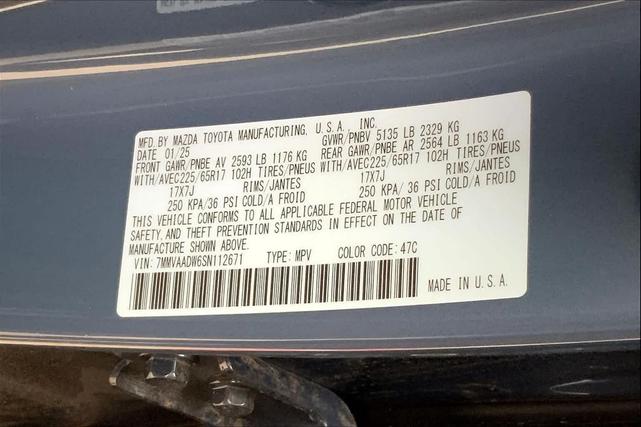 MFD. BY MAZDA TOYOTA MANUFACTURING, U.S.A., INC.
DATE 01/25 GVWR/PNBV 5135 LB 2329 KG
FRONT GAWR/PNBE AV 2593 LB 1176 KG REAR GAWR/PNBE AR 2564 LB 1163 KG
WITH/AVEC225/65R17 102H TIRES/PNEUS WITH/AVEC225/65R17 102H TIRES/PNEUS
17X7J RIMS/JANTES 17X7J RIMS/JANTES
250 KPA/36 PSI COLD/A FROID 250 KPA/36 PSI COLD/A FROID
THIS VEHICLE CONFORMS TO ALL APPLICABLE FEDERAL MOTOR VEHICLE
SAFETY, AND THEFT PREVENTION STANDARDS IN EFFECT ON THE DATE OF
MANUFACTURE SHOWN ABOVE.
VIN: 7MMVAADW6SN112671 TYPE: MPV COLOR CODE: 47C
MADE IN U.S.A.